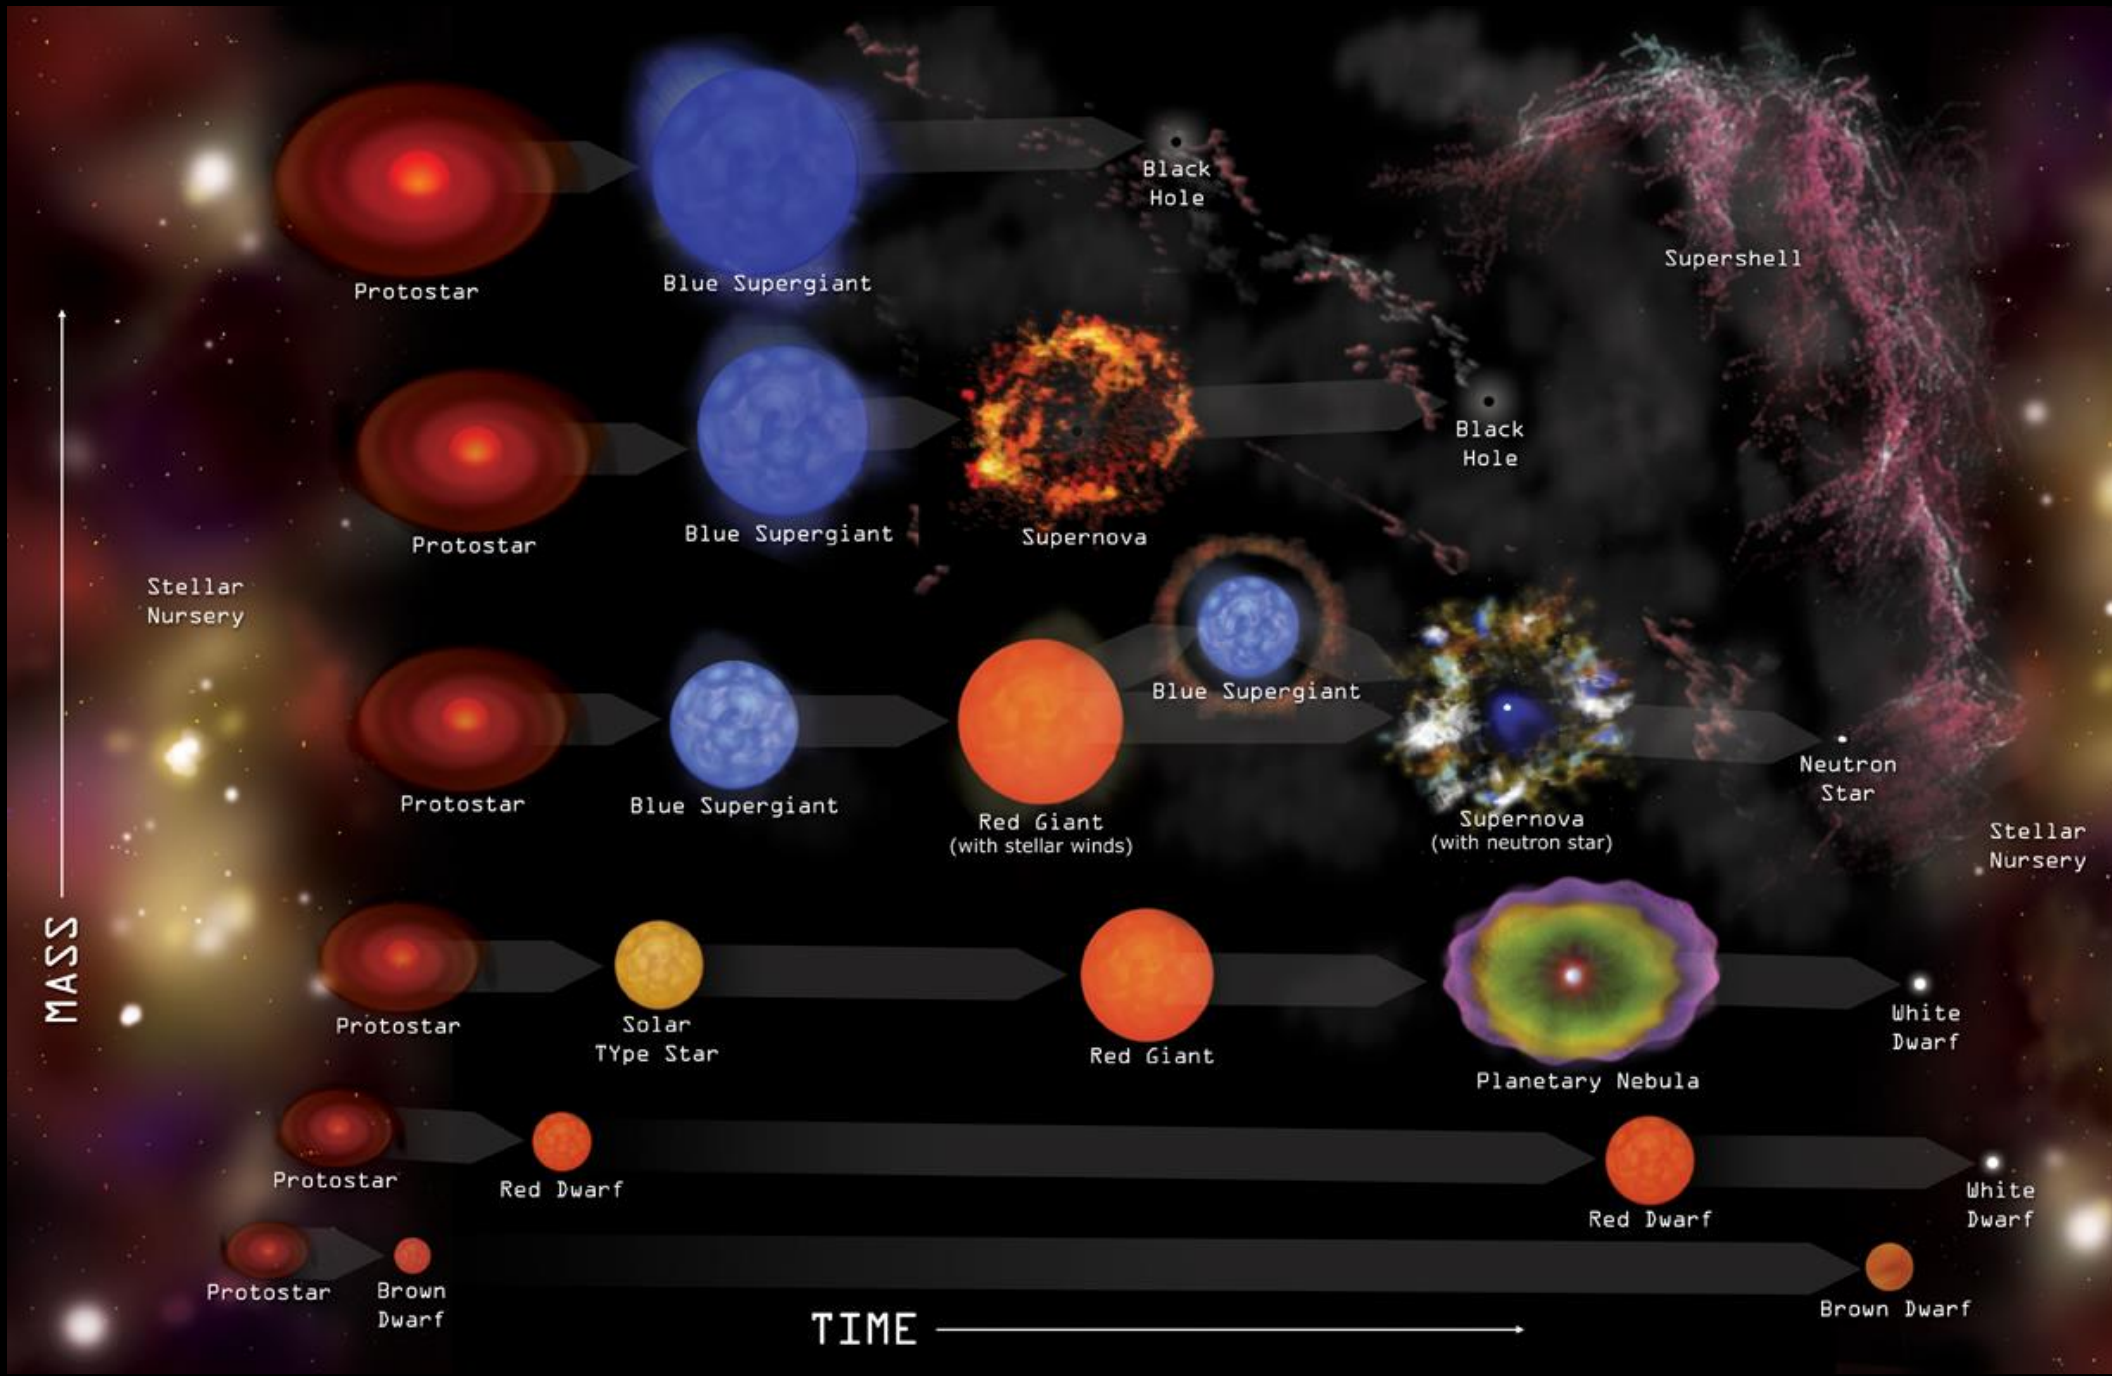 Black
Hole
Supershell
Protostar
Blue Supergiant
Black
Hole
Protostar
Blue Supergiant
Supernova
Stellar
Nursery
Blue Supergiant
Protostar
Blue Supergiant
Red Giant
(with stellar winds)
Supernova
(with neutron star)
Neutron
Star
Stellar
Nursery
MASS
Protostar
Solar
TYpe Star
Red Giant
Planetary Nebula
White
Dwarf
Protostar
Red Dwarf
Red Dwarf
White
Dwarf
Protostar
Brown
Dwarf
Brown Dwarf
TIME